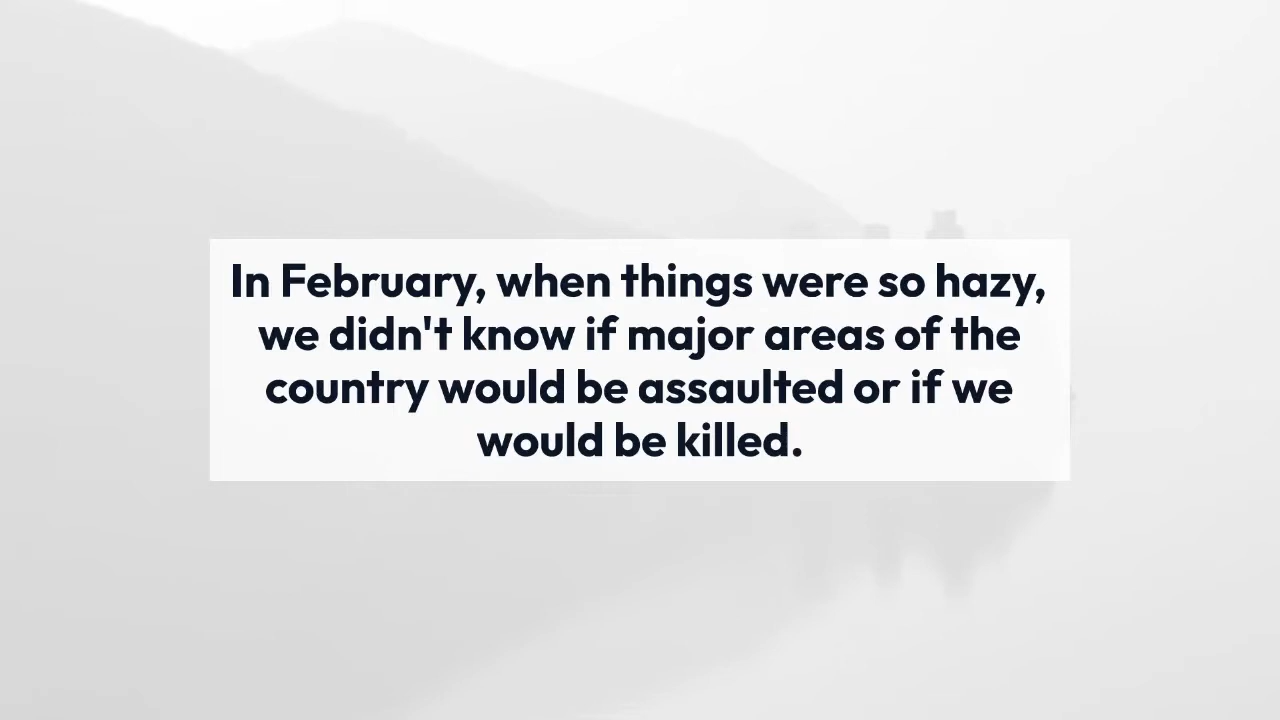 In February, when things were so hazy,
we didn't know if major areas of the
country would be assaulted or if we
would be killed.